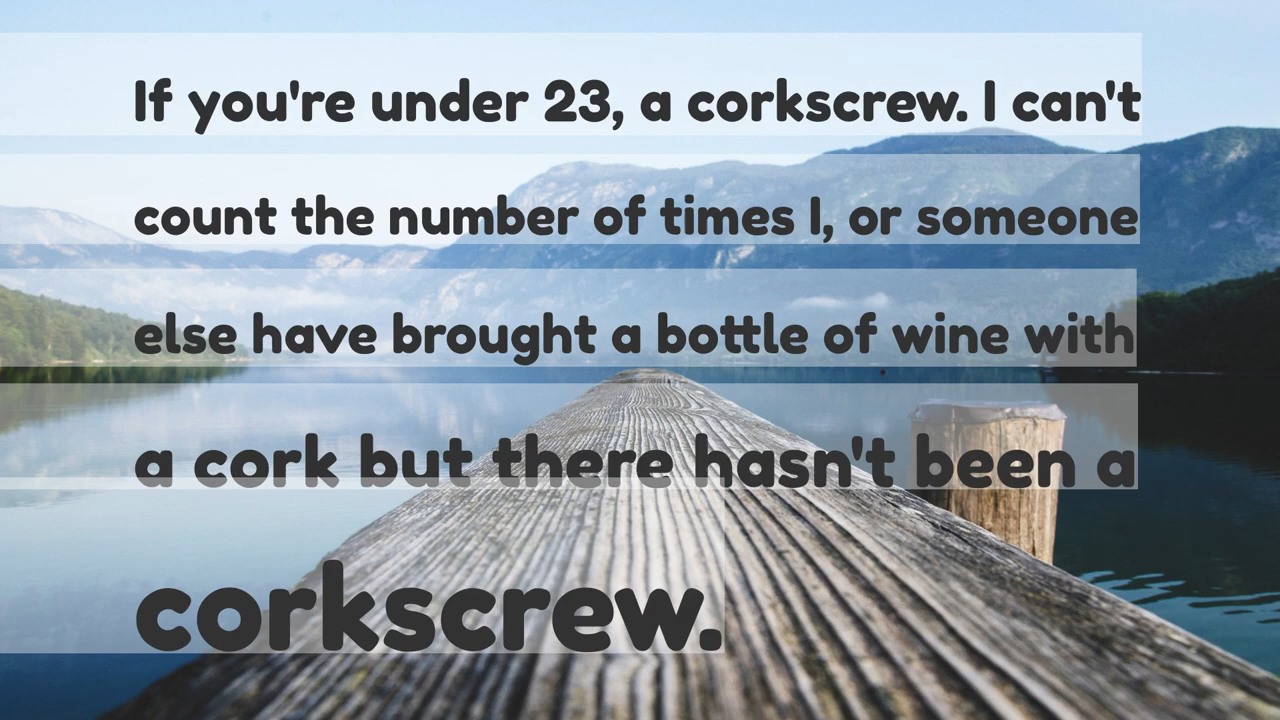 If you're under 23, a corkscrew. I can't
count the number of times I, or someone
else have brought a bottle of wine with
a cork but there hasn't been a
corkscrew.